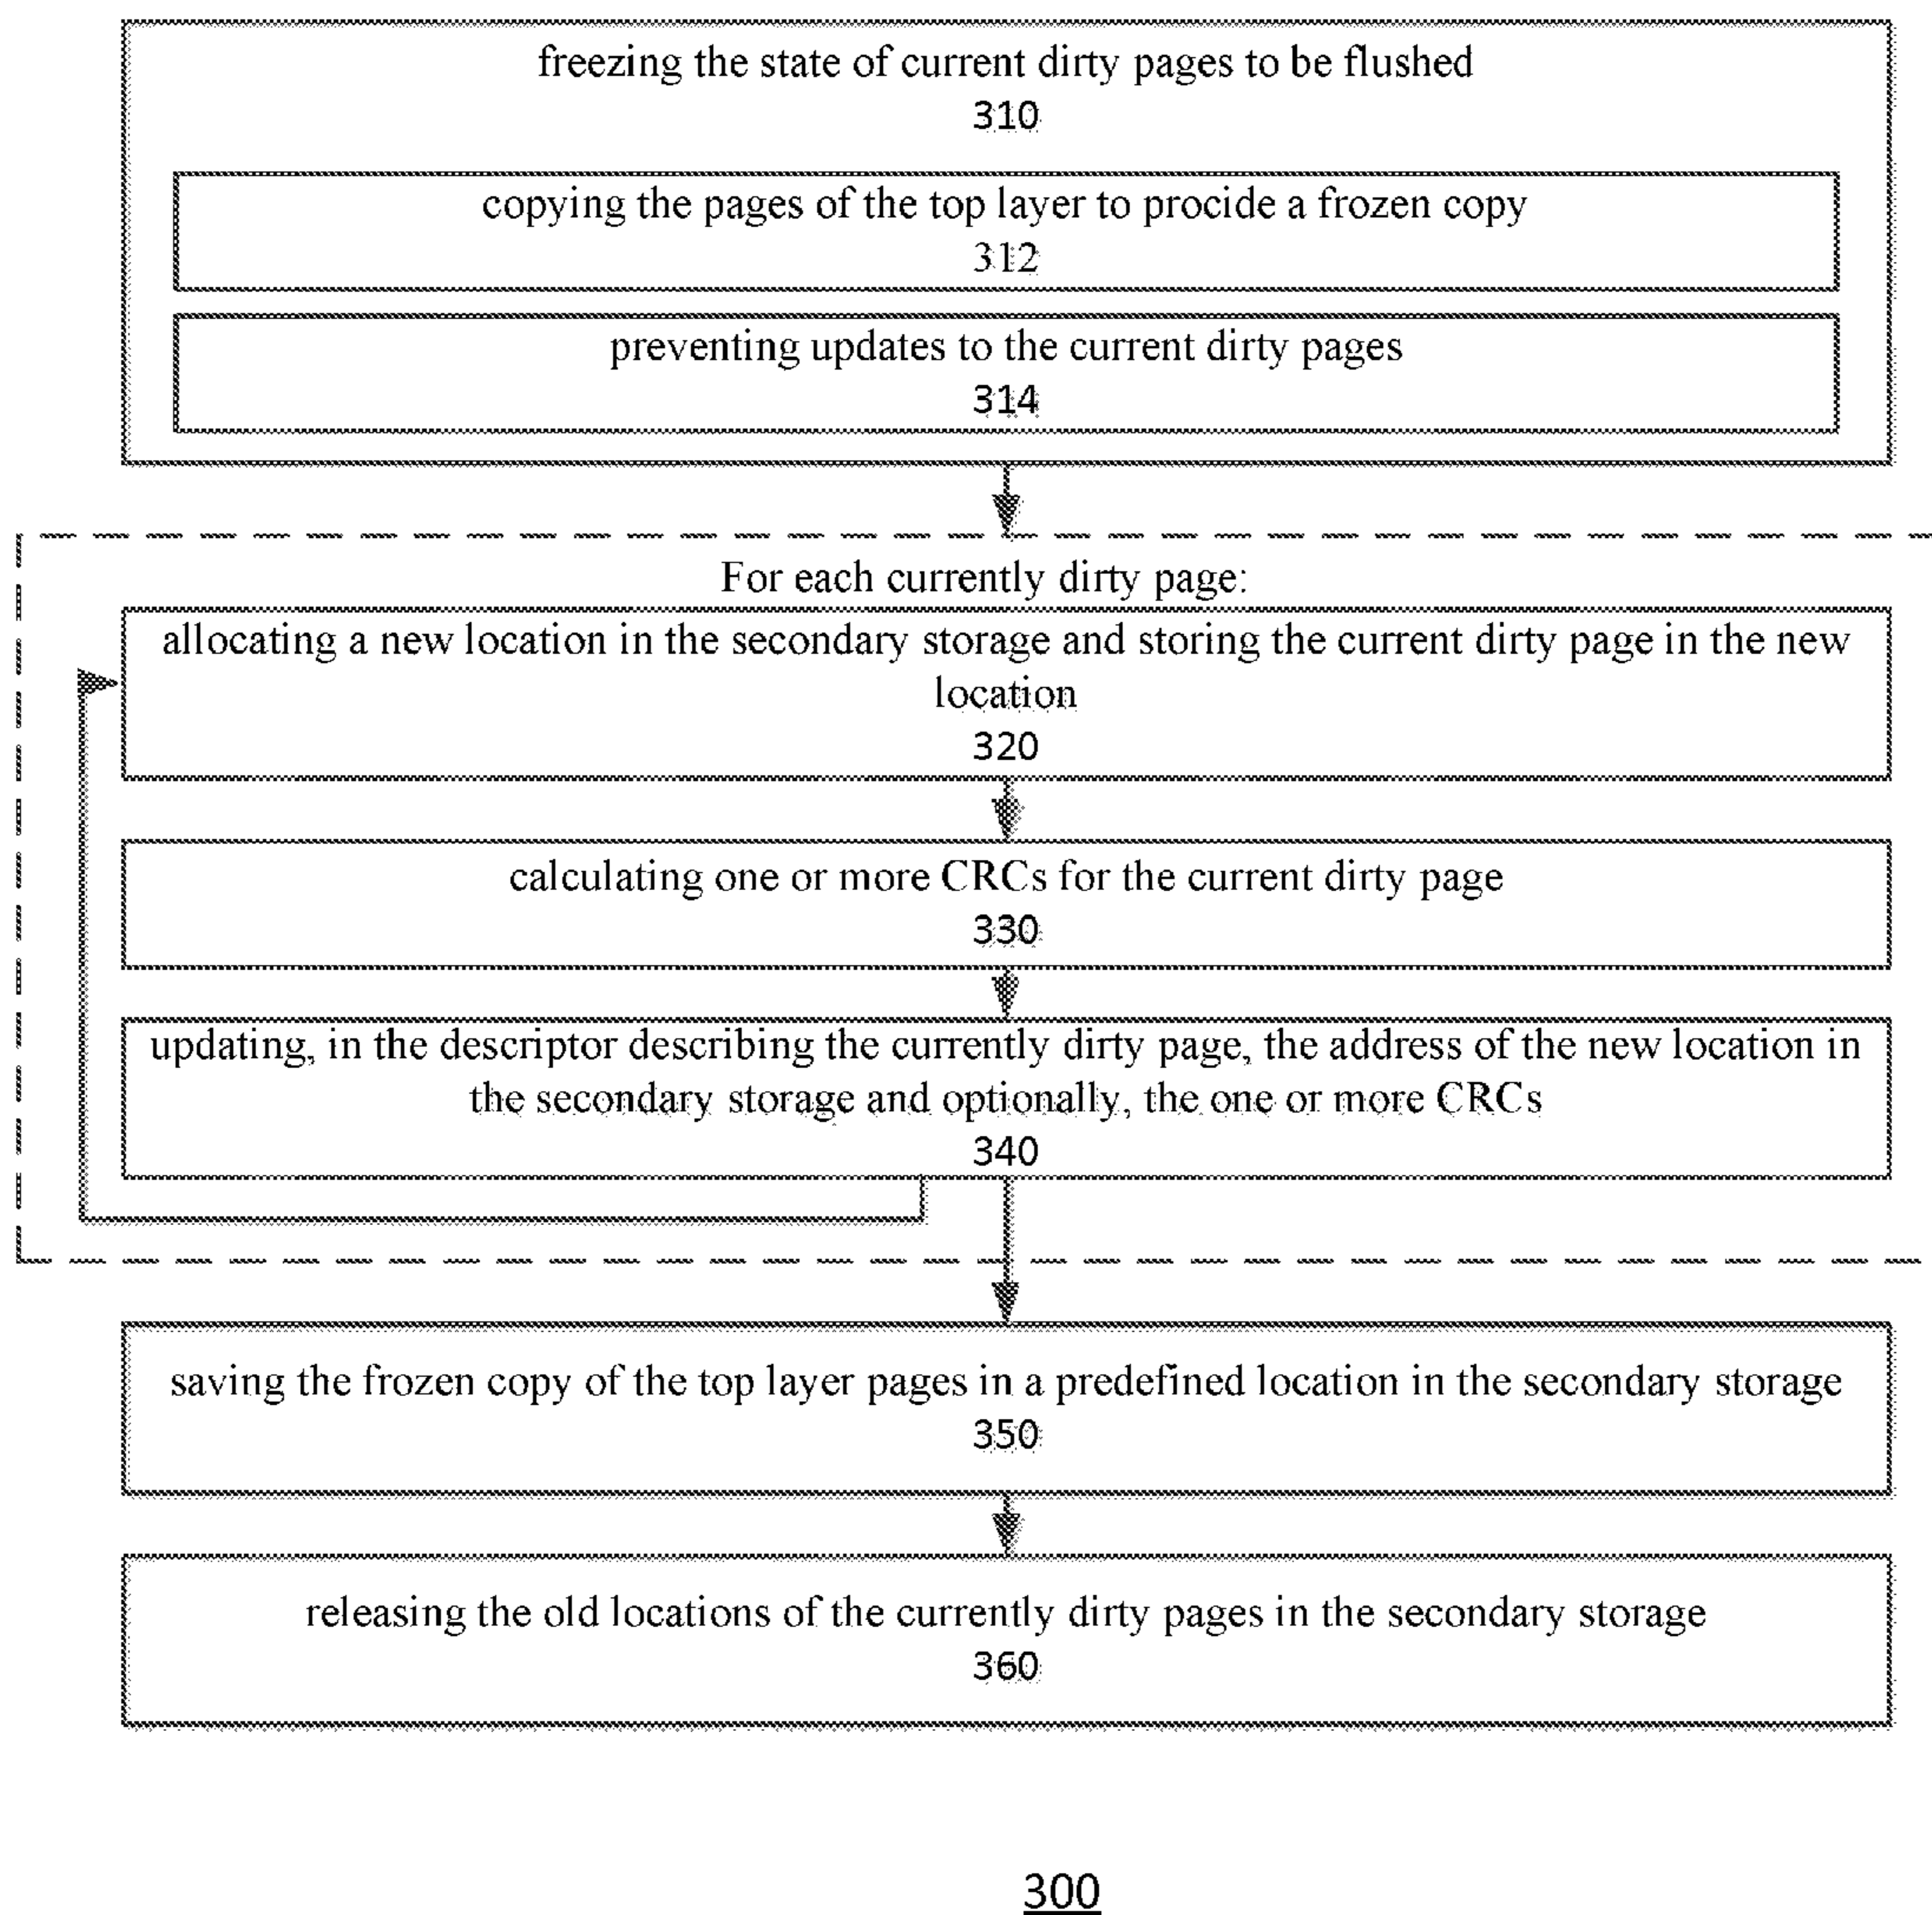 freezing the state of current dirty pages to be flushed
310
copying the pages of the top layer to procide a frozen copy
312
preventing updates to the current dirty pages
314
For each currently dirty page:
allocating a new location in the secondary storage and storing the current dirty page in the new
location
320
calculating one or more CRCs for the current dirty page
330
updating, in the descriptor describing the currently dirty page, the address of the new location in
the secondary storage and optionally, the one or more CRCs
340
saving the frozen copy of the top layer pages in a predefined location in the secondary storage
350
releasing the old locations of the currently dirty pages in the secondary storage
360
300